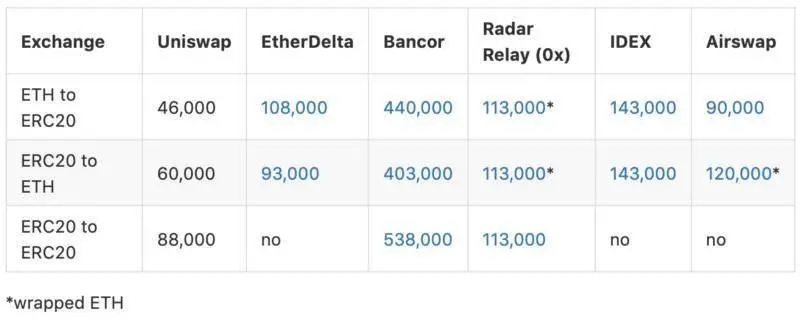 Exchange Uniswap EtherDelta Bancor Radar Relay (0x) IDEX Airswap
ETH to ERC20 46,000 108,000 440,000 113,000* 143,000 90,000
ERC20 to ETH 60,000 93,000 403,000 113,000* 143,000 120,000*
ERC20 to ERC20 88,000 no 538,000 113,000 no no
*wrapped ETH